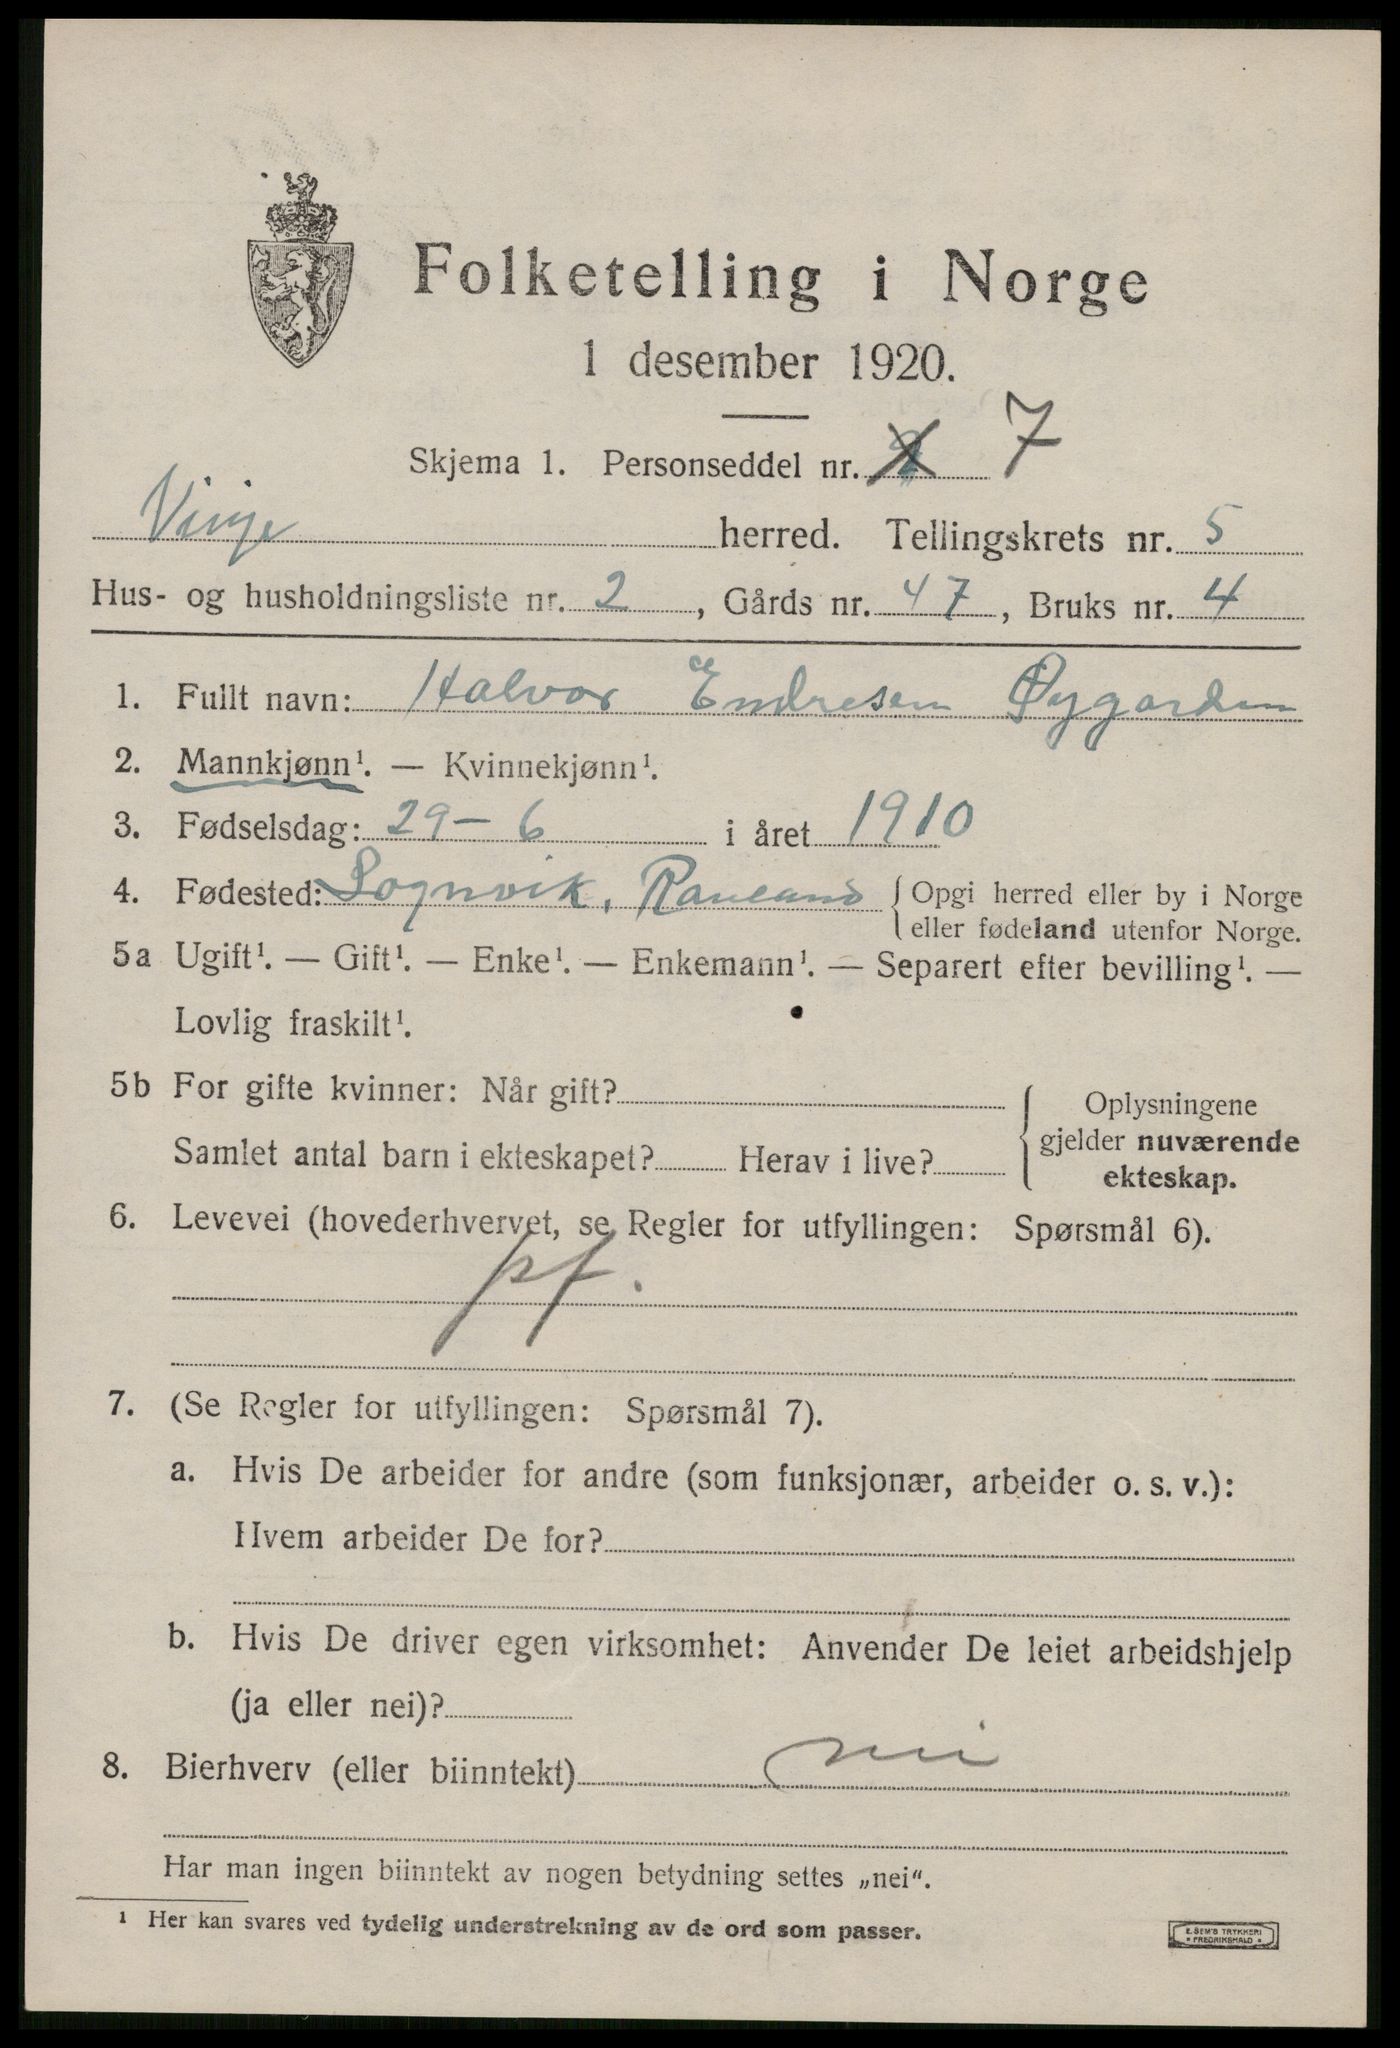 Folketelling i Norge
1 desember 1920.
Skjema 1. Personseddel nr. 7
Vinje herred. Tellingskrets nr. 5
Hus- og husholdningsliste nr. 2, Gårds nr. 47, Bruks nr. 4
1. Fullt navn: Halvor Endresen Øygarden
2. Mannkjønn¹. — Kvinnekjønn¹.
3. Fødselsdag: 29-6 i året 1910
4. Fødested: Lognvik, Rauland { Opgi herred eller by i Norge
eller fødeland utenfor Norge.
5a Ugift¹. — Gift¹. — Enke¹. — Enkemann¹. — Separert efter bevilling¹. —
Lovlig fraskilt¹.
5b For gifte kvinner: Når gift?
Samlet antal barn i ekteskapet? Herav i live?
Oplysningene
gjelder nuværende
ekteskap.
6. Levevei (hovederhvervet, se Regler for utfyllingen: Spørsmål 6).
pf.
7. (Se Regler for utfyllingen: Spørsmål 7).
a. Hvis De arbeider for andre (som funksjonær, arbeider o. s. v.):
Hvem arbeider De for?
b. Hvis De driver egen virksomhet: Anvender De leiet arbeidshjelp
(ja eller nei)?
8. Bierhverv (eller biinntekt) nei
Har man ingen biinntekt av nogen betydning settes „nei".
¹ Her kan svares ved tydelig understrekning av de ord som passer.
E. SEM'S TRYKKERI
FREDRIKSHALD